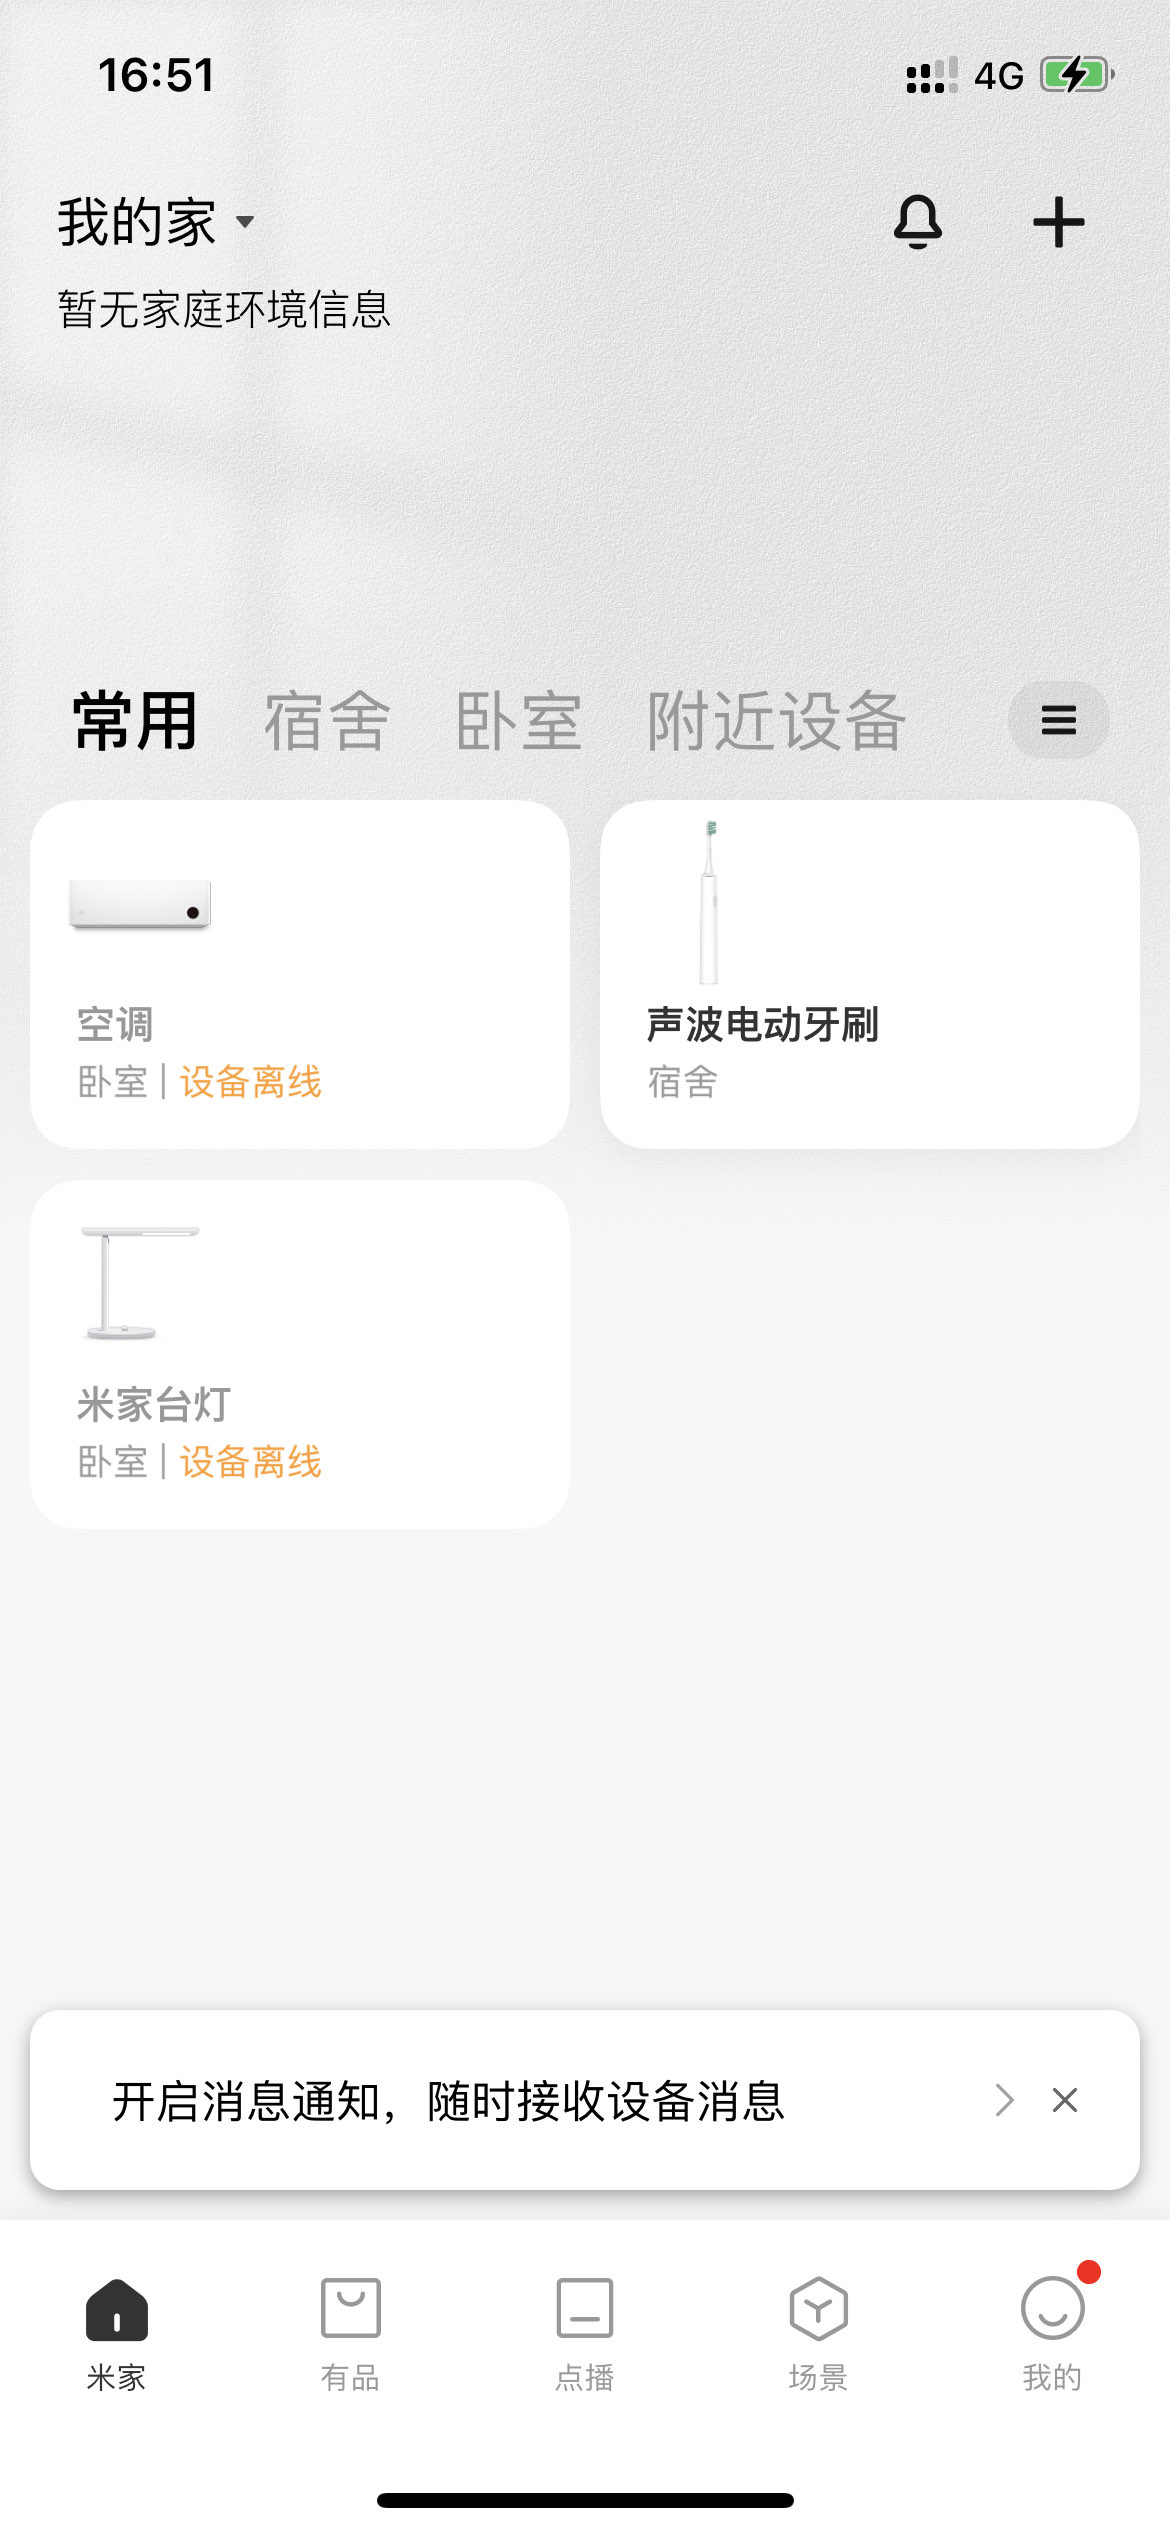 16:51
4G
我的家
暂无家庭环境信息
常用 宿舍 卧室 附近设备
空调
卧室 | 设备离线
声波电动牙刷
宿舍
米家台灯
卧室 | 设备离线
开启消息通知，随时接收设备消息
米家 有品 点播 场景 我的